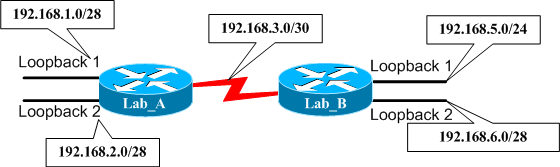 192.168.1.0/28
192.168.3.0/30
192.168.5.0/24
Loopback 1
Loopback 1
Lab_A
Lab_B
Loopback 2
Loopback 2
192.168.2.0/28
192.168.6.0/28